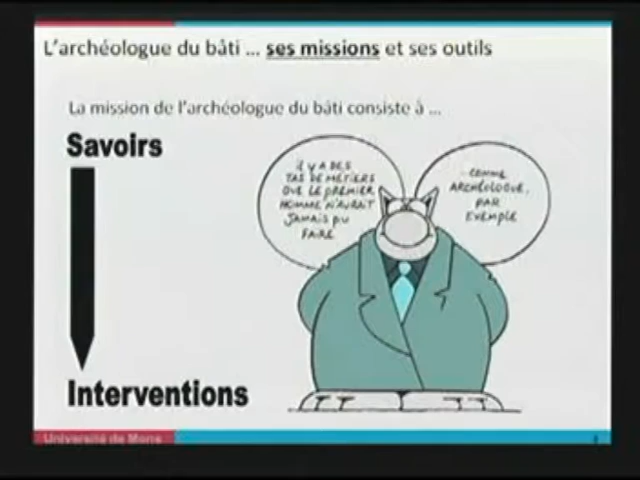 L'archéologue du bâti ... ses missions et ses outils
La mission de l'archéologue du bâti consiste à ...
Savoirs
IL Y A DES
TAS DE MÉTIERS
QUE LE PREMIER
HOMME N'AURAIT
JAMAIS PU
FAIRE
COMME
ARCHÉOLOGUE,
PAR
EXEMPLE
Interventions
Université de Mons